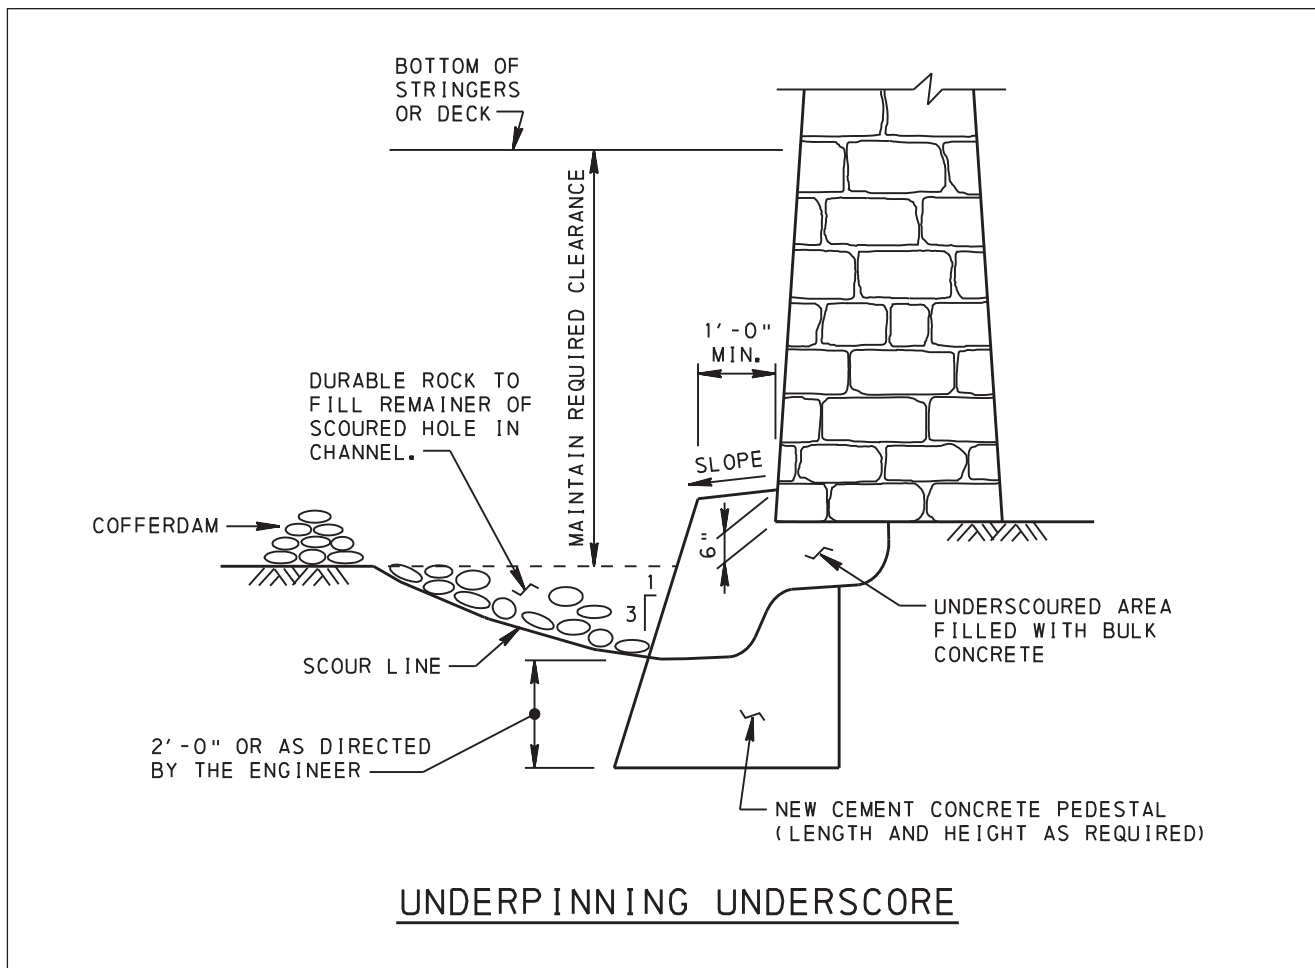 BOTTOM OF
STRINGERS
OR DECK
MAINTAIN REQUIRED CLEARANCE
1'-0"
MIN.
DURABLE ROCK TO
FILL REMAINER OF
SCOURED HOLE IN
CHANNEL.
SLOPE
COFFERDAM
6"
1
3
UNDERSCOURED AREA
FILLED WITH BULK
CONCRETE
SCOUR LINE
2'-0" OR AS DIRECTED
BY THE ENGINEER
NEW CEMENT CONCRETE PEDESTAL
(LENGTH AND HEIGHT AS REQUIRED)
UNDERPINNING UNDERSCORE